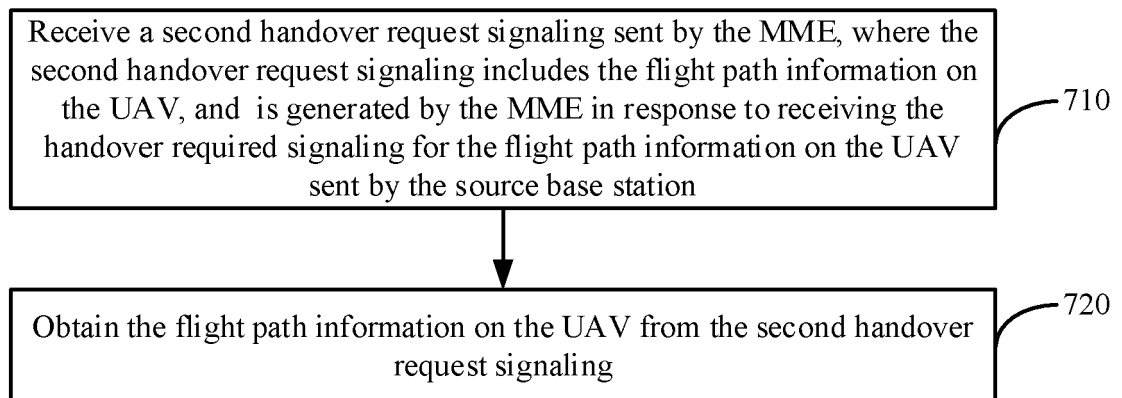 Receive a second handover request signaling sent by the MME, where the
second handover request signaling includes the flight path information on
the UAV, and is generated by the MME in response to receiving the
handover required signaling for the flight path information on the UAV
sent by the source base station
710
Obtain the flight path information on the UAV from the second handover
request signaling
720